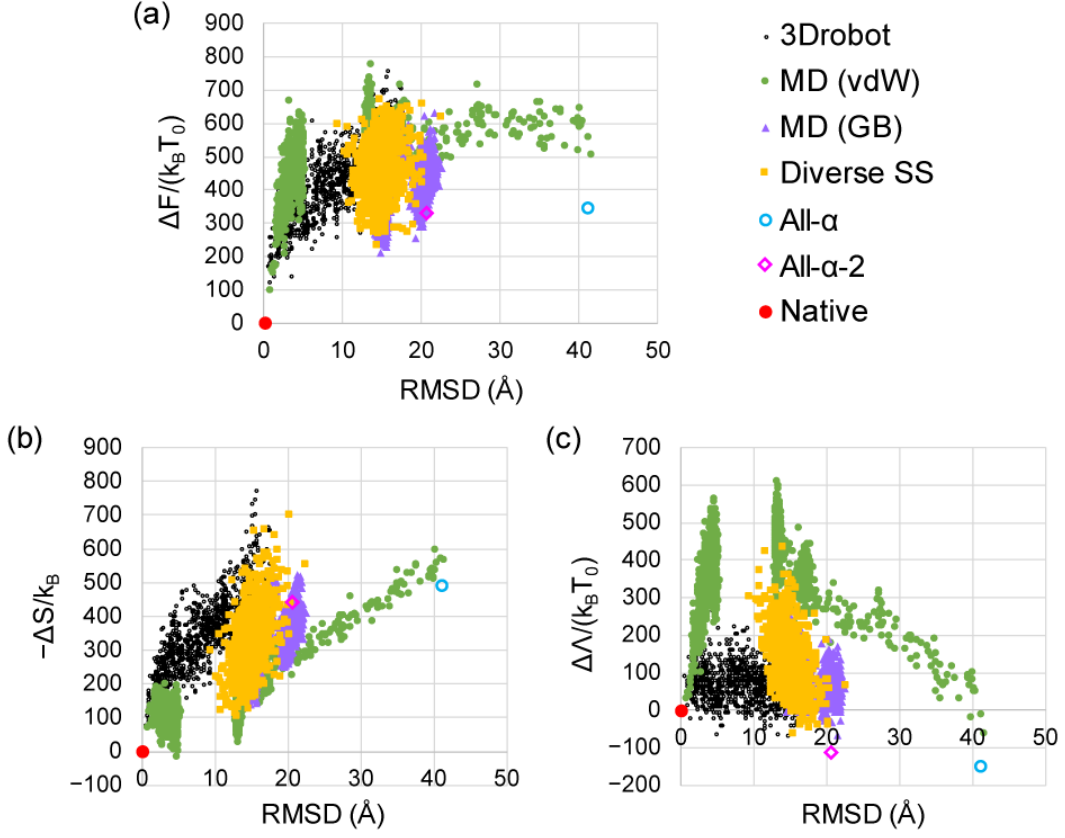 (a)
900
800
700
600
500
400
300
200
100
0
ΔF/(k_BT_0)
0 10 20 30 40 50
RMSD (Å)
3Drobot
MD (vdW)
MD (GB)
Diverse SS
All-α
All-α-2
Native
(b)
900
800
700
600
500
400
300
200
100
0
−100
−ΔS/k_B
0 10 20 30 40 50
RMSD (Å)
(c)
700
600
500
400
300
200
100
0
−100
−200
ΔΛ/(k_BT_0)
0 10 20 30 40 50
RMSD (Å)